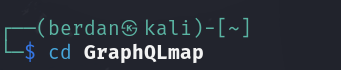 ┌──(berdan㉿kali)-[~]
└─$ cd GraphQLmap